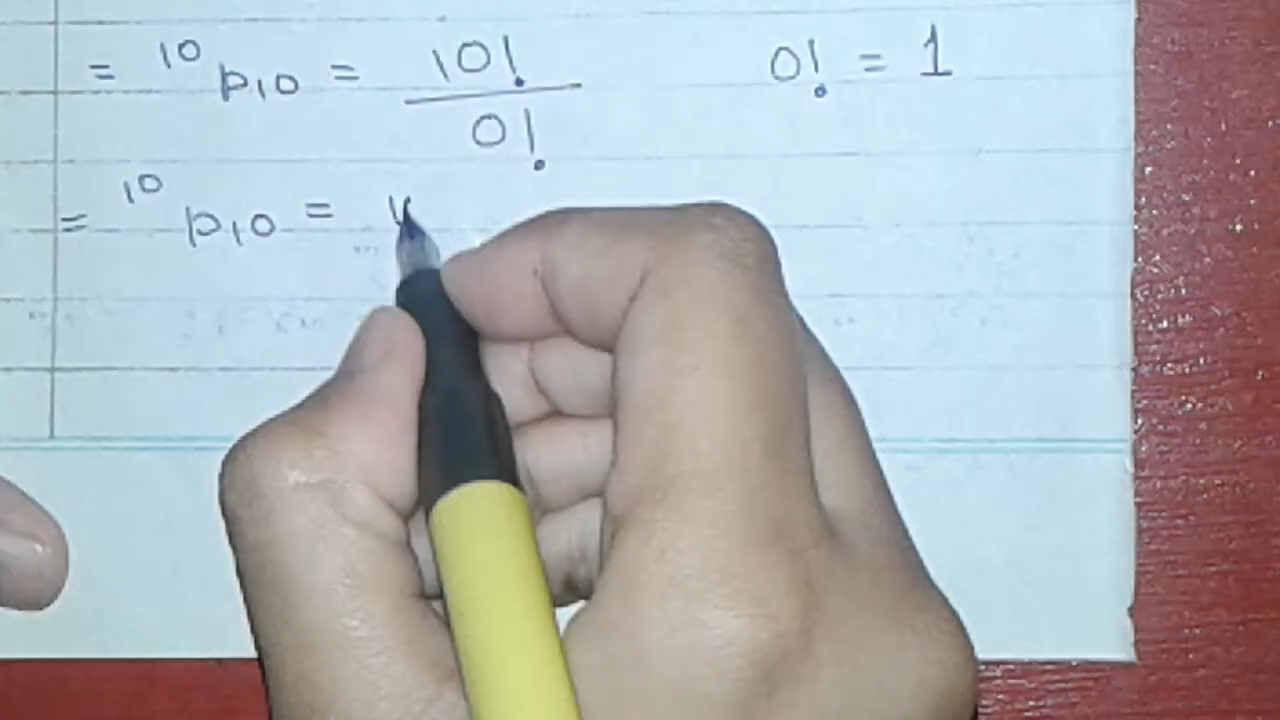 = ¹⁰P₁₀ = 10! / 0! 0! = 1
= ¹⁰P₁₀ =